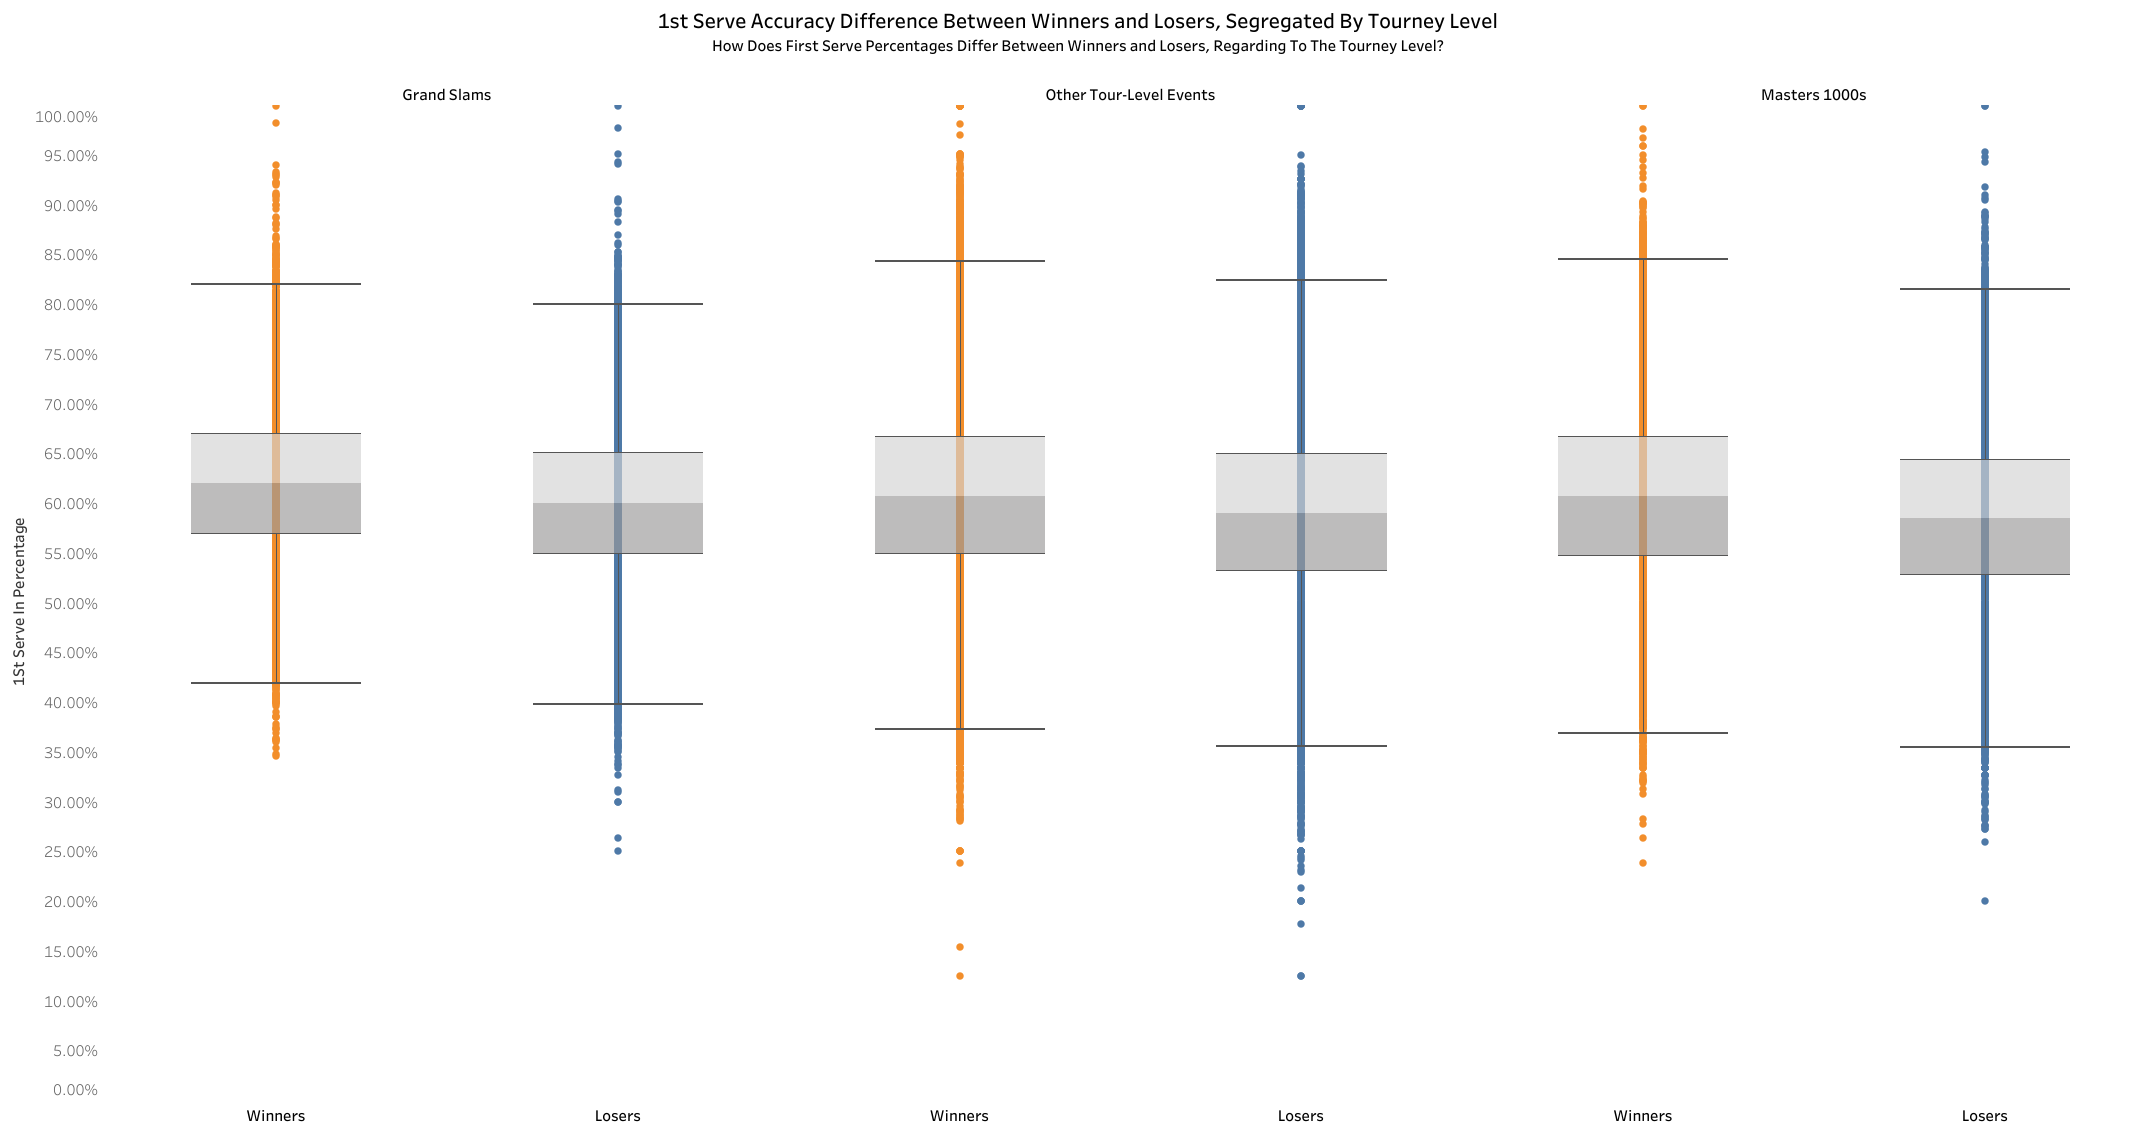 1st Serve Accuracy Difference Between Winners and Losers, Segregated By Tourney Level
How Does First Serve Percentages Differ Between Winners and Losers, Regarding To The Tourney Level?
Grand Slams
Other Tour-Level Events
Masters 1000s
100.00%
95.00%
90.00%
85.00%
80.00%
75.00%
70.00%
65.00%
60.00%
55.00%
50.00%
45.00%
40.00%
35.00%
30.00%
25.00%
20.00%
15.00%
10.00%
5.00%
0.00%
1St Serve In Percentage
Winners
Losers
Winners
Losers
Winners
Losers